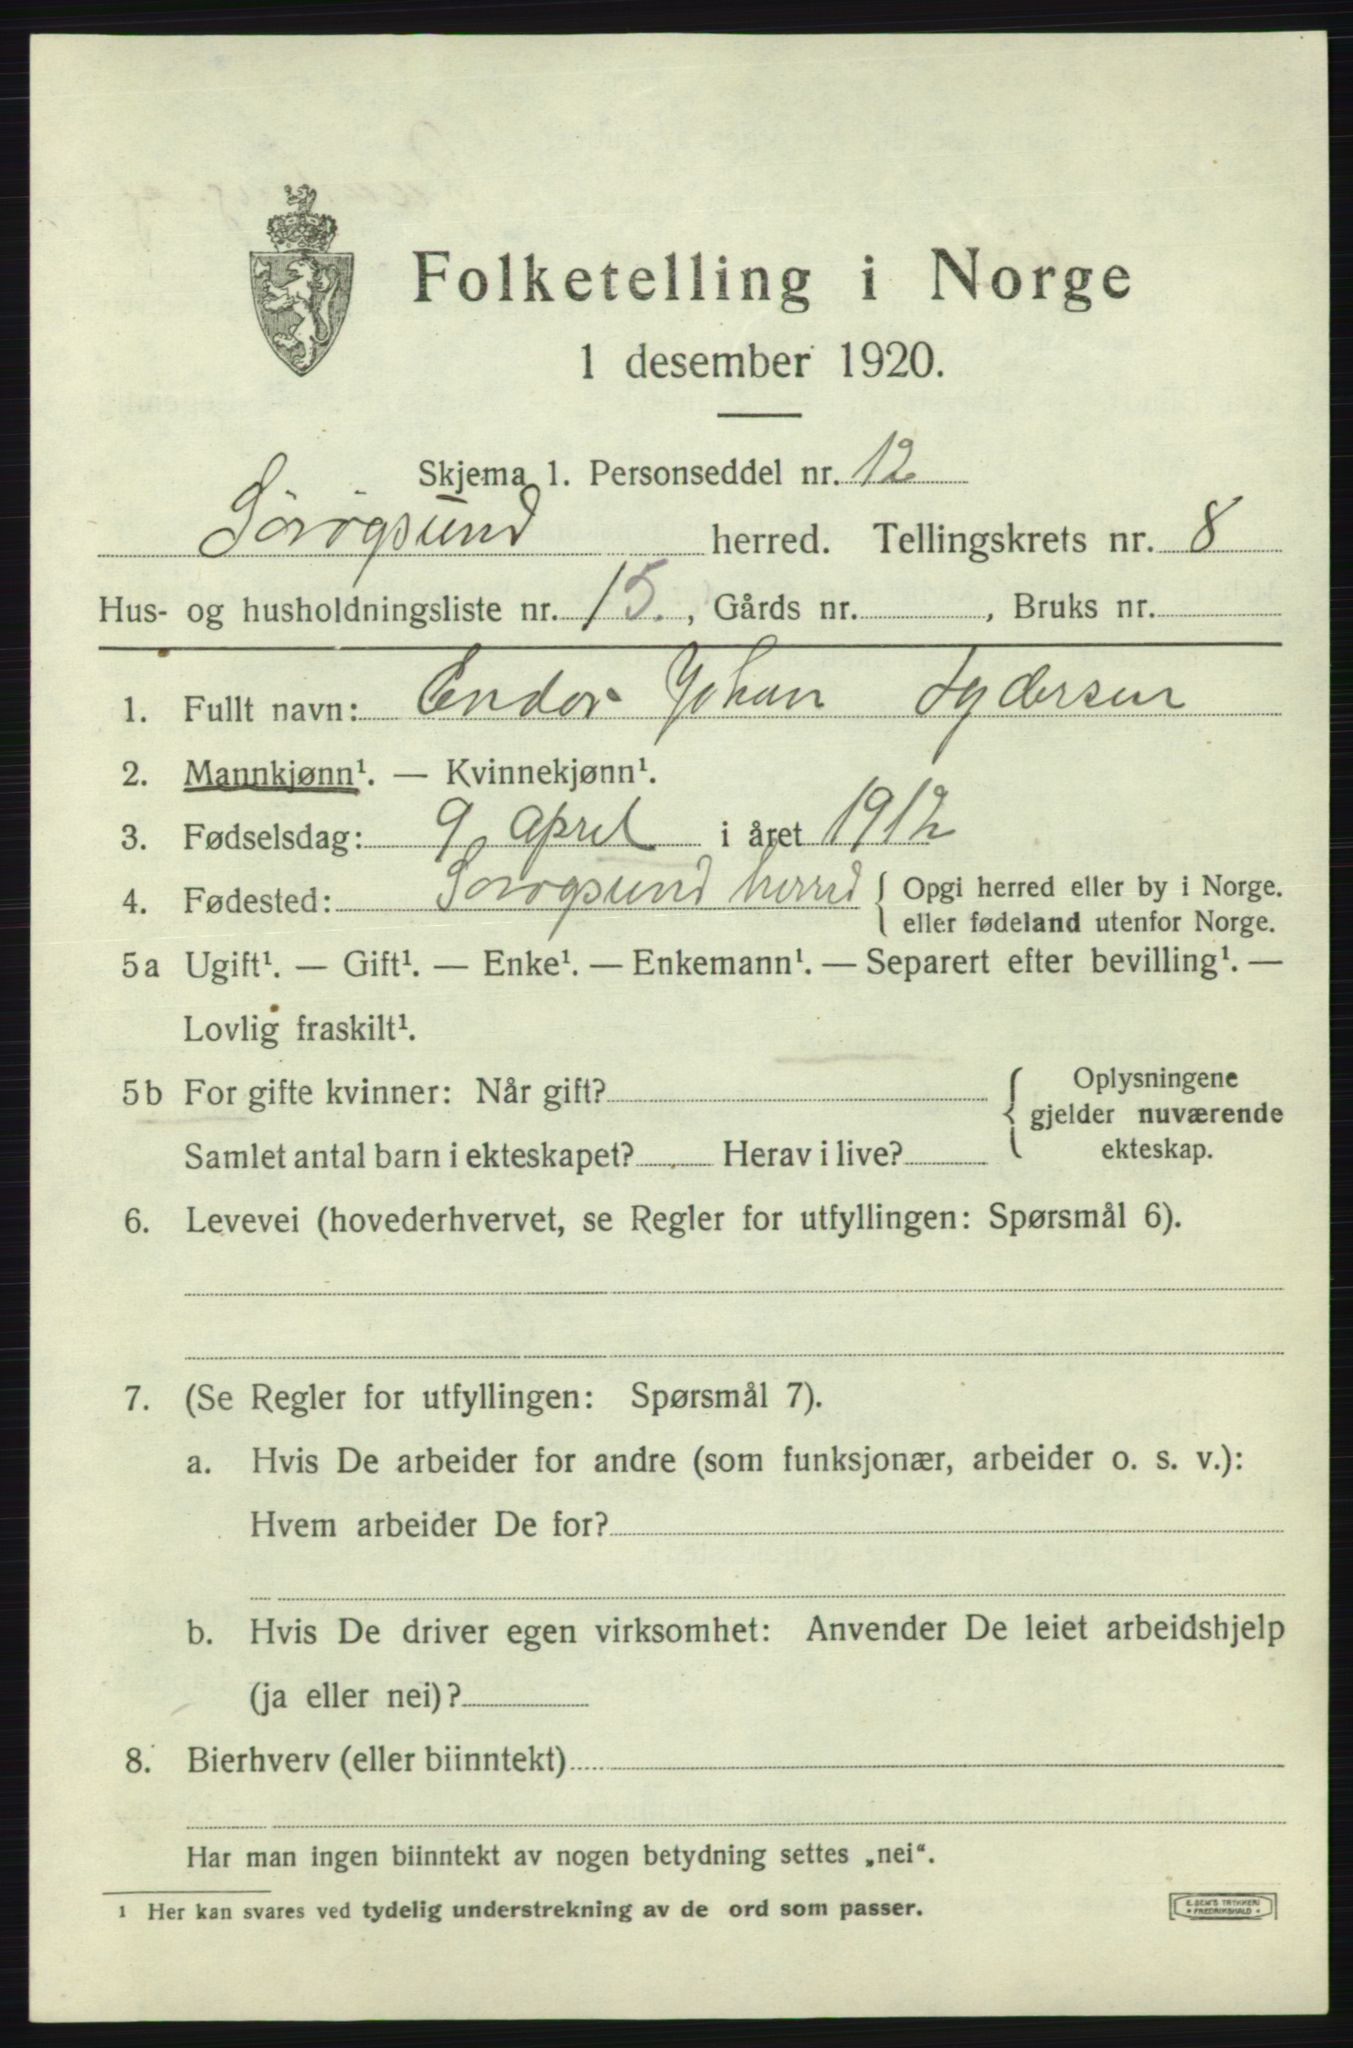 Folketelling i Norge
1 desember 1920.
Skjema 1. Personseddel nr. 12
Sørøysund herred. Tellingskrets nr. 8
Hus- og husholdningsliste nr. 15., Gårds nr. , Bruks nr.
1. Fullt navn: Endor Johan Tydersen
2. Mannkjønn¹. — Kvinnekjønn¹.
3. Fødselsdag: 9 April i året 1912
4. Fødested: Sørøysund herred { Opgi herred eller by i Norge.
eller fødeland utenfor Norge.
5a Ugift¹. — Gift¹. — Enke¹. — Enkemann¹. — Separert efter bevilling¹. —
Lovlig fraskilt¹.
5b For gifte kvinner: Når gift? { Oplysningene
gjelder nuværende
Samlet antal barn i ekteskapet? Herav i live? ekteskap.
6. Levevei (hovederhvervet, se Regler for utfyllingen: Spørsmål 6).
7. (Se Regler for utfyllingen: Spørsmål 7).
a. Hvis De arbeider for andre (som funksjonær, arbeider o. s. v.):
Hvem arbeider De for?
b. Hvis De driver egen virksomhet: Anvender De leiet arbeidshjelp
(ja eller nei)?
8. Bierhverv (eller biinntekt)
Har man ingen biinntekt av nogen betydning settes „nei“.
1 Her kan svares ved tydelig understrekning av de ord som passer.
E. SEM'S TRYKKERI
FREDRIKSHALD